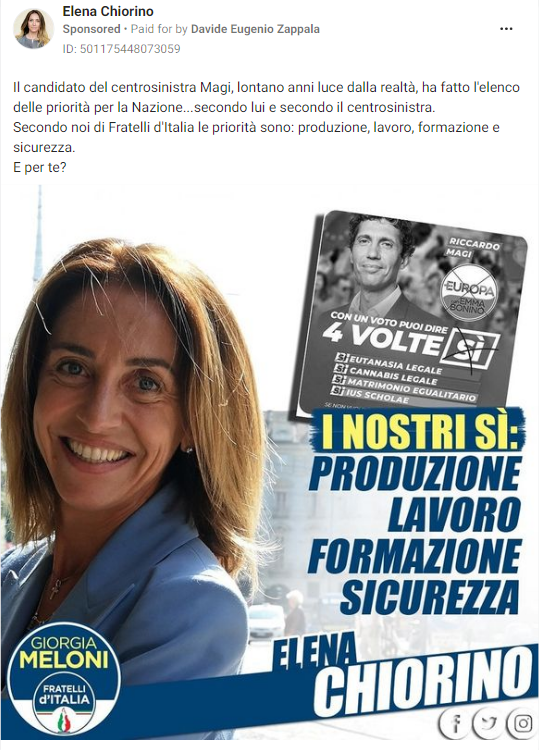 Elena Chiorino
Sponsored • Paid for by Davide Eugenio Zappala
ID: 501175448073059
Il candidato del centrosinistra Magi, lontano anni luce dalla realtà, ha fatto l'elenco
delle priorità per la Nazione...secondo lui e secondo il centrosinistra.
Secondo noi di Fratelli d'Italia le priorità sono: produzione, lavoro, formazione e
sicurezza.
E per te?
RICCARDO
MAGI
+EUROPA
EMMA
BONINO
CON UN VOTO PUOI DIRE
4 VOLTE SÌ
SÌ EUTANASIA LEGALE
SÌ CANNABIS LEGALE
SÌ MATRIMONIO EGUALITARIO
SÌ IUS SCHOLAE
I NOSTRI SÌ:
PRODUZIONE
LAVORO
FORMAZIONE
SICUREZZA
GIORGIA
MELONI
FRATELLI
d'ITALIA
ELENA
CHIORINO